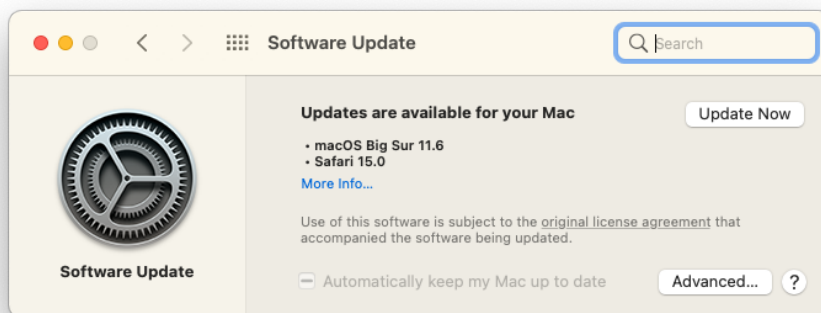 Software Update
Search
Updates are available for your Mac
Update Now
• macOS Big Sur 11.6
• Safari 15.0
More Info...
Use of this software is subject to the original license agreement that
accompanied the software being updated.
Software Update
Automatically keep my Mac up to date
Advanced...
?